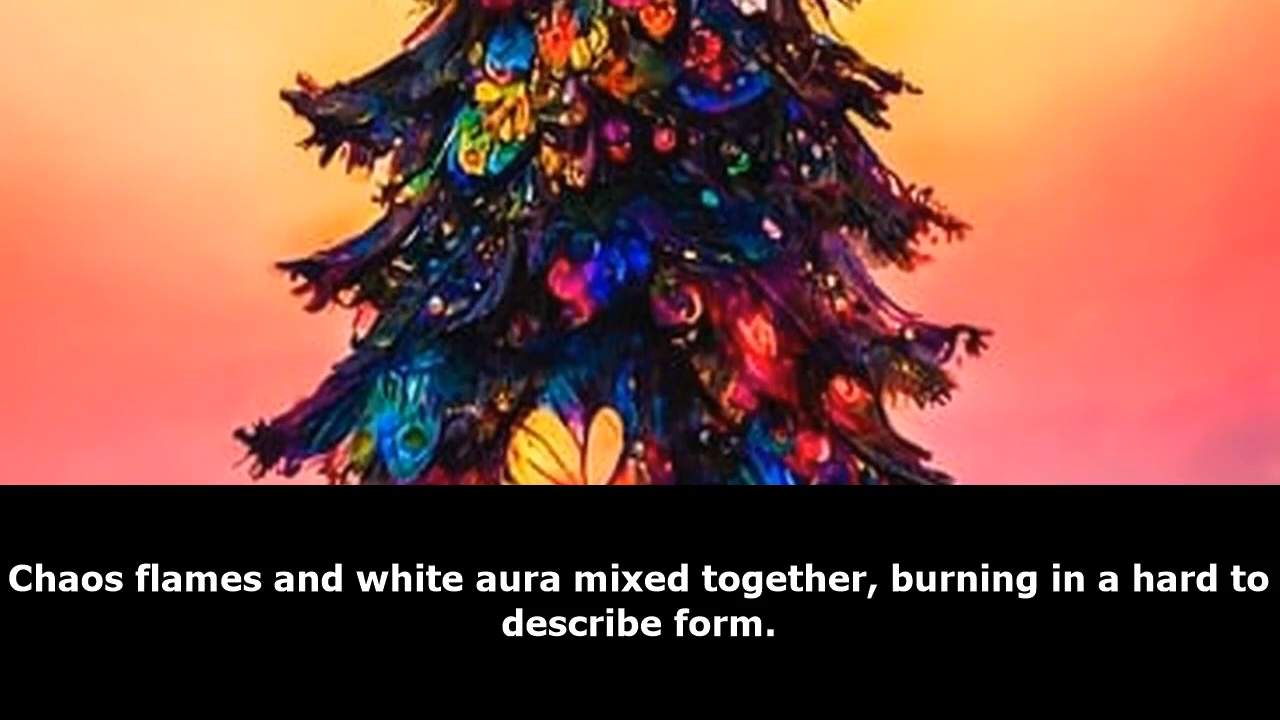 Chaos flames and white aura mixed together, burning in a hard to
describe form.